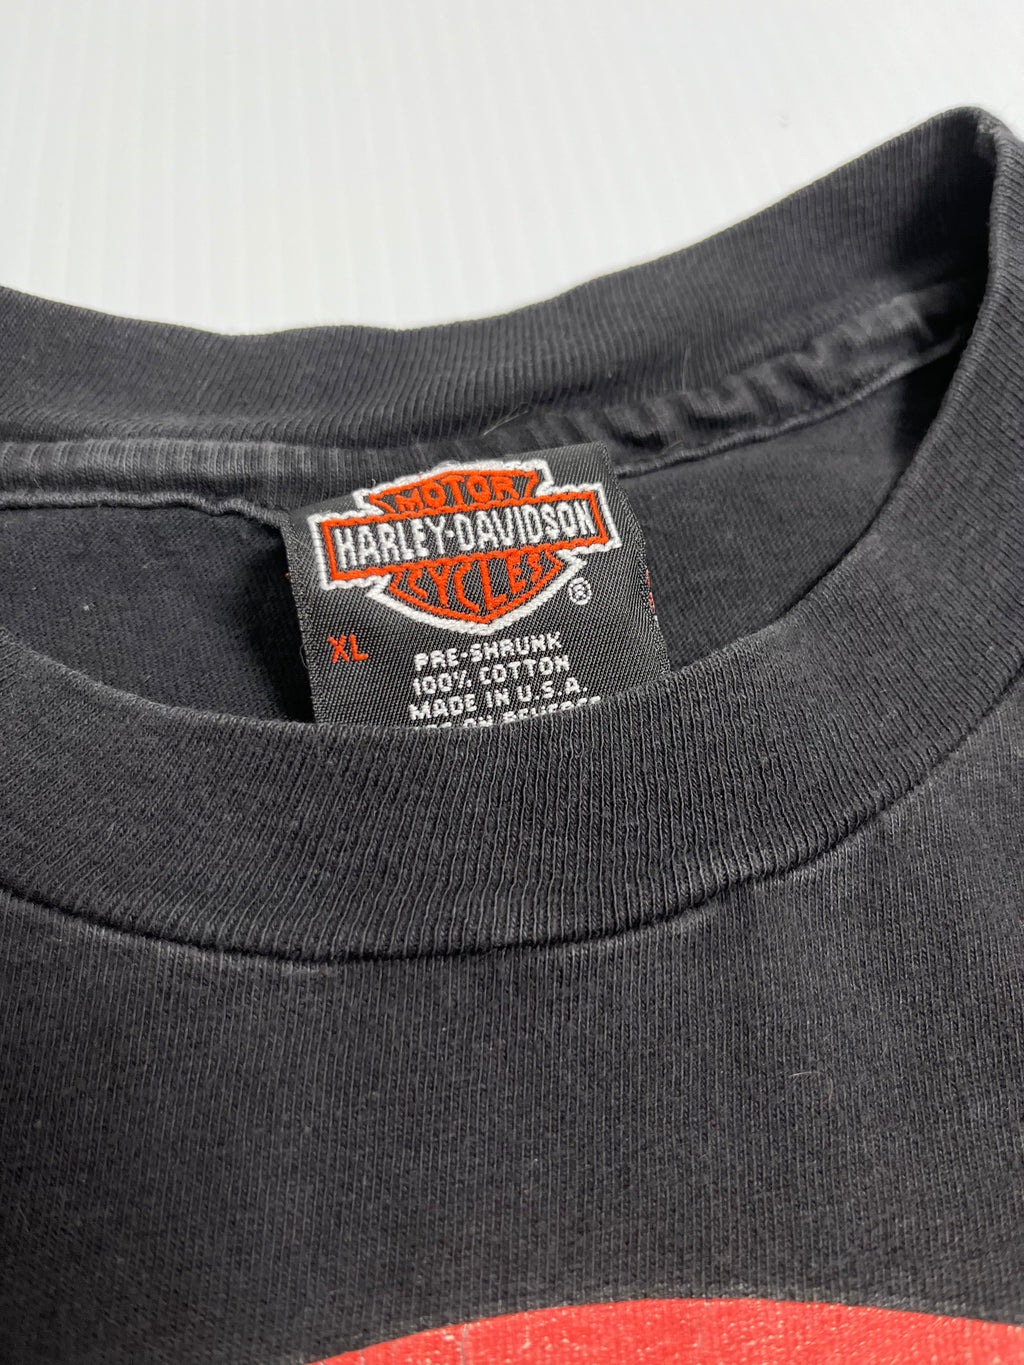 MOTOR
HARLEY-DAVIDSON
CYCLES
®
XL
PRE-SHRUNK
100% COTTON
MADE IN U.S.A.